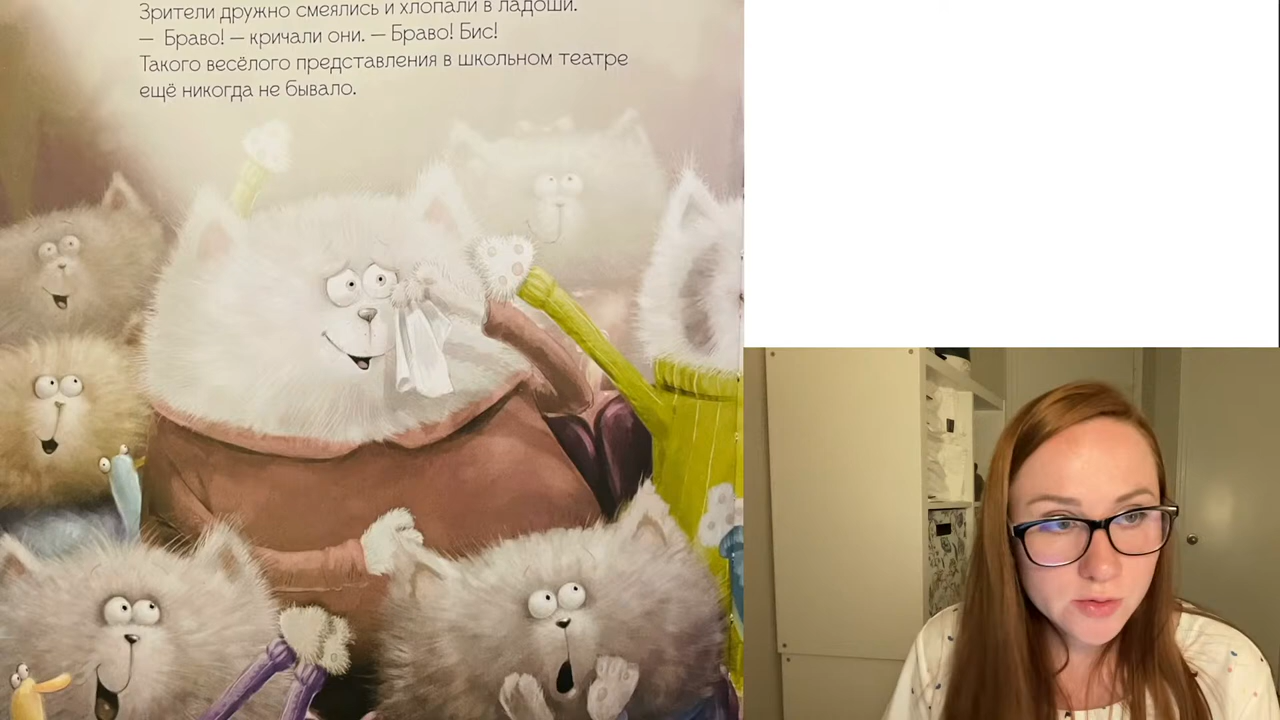 Зрители дружно смеялись и хлопали в ладоши.
— Браво! — кричали они. — Браво! Бис!
Такого весёлого представления в школьном театре
ещё никогда не бывало.